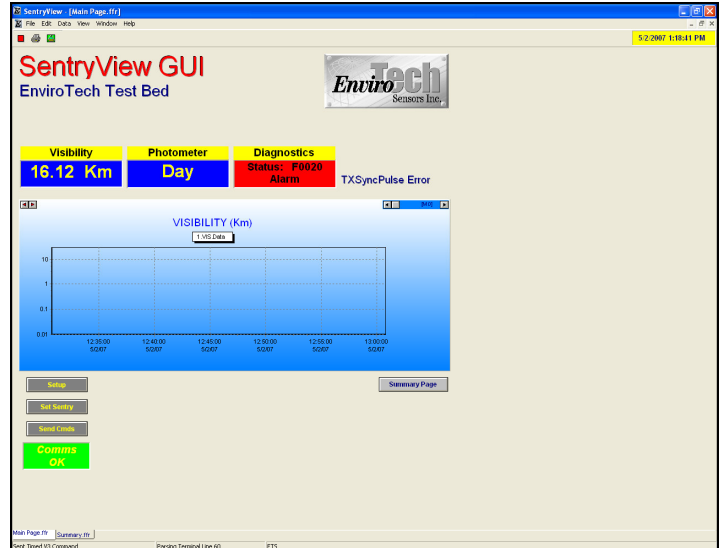 SentryView - [Main Page.ffr]
File Edit Data View Window Help
5/2/2007 1:18:41 PM
SentryView GUI
EnviroTech Test Bed
EnviroTech
Sensors Inc.
Visibility
16.12 Km
Photometer
Day
Diagnostics
Status: F0020
Alarm
TXSyncPulse Error
VISIBILITY (Km)
1.VIS.Data
10
1
0.1
0.01
12:35:00 12:40:00 12:45:00 12:50:00 12:55:00 13:00:00
5/2/07 5/2/07 5/2/07 5/2/07 5/2/07 5/2/07
Setup
Summary Page
Set Sentry
Send Cmds
Comms
OK
Main Page.ffr Summary.ffr
Sent Timed V3 Command Parsing Terminal Line 60 ETS